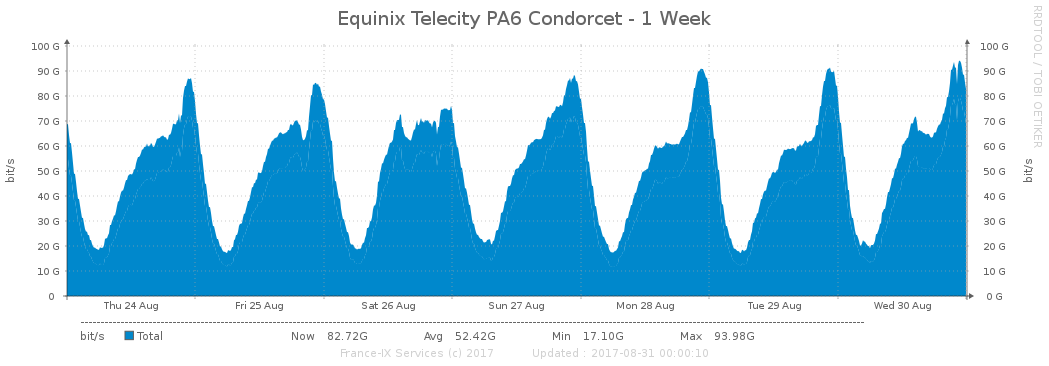 Equinix Telecity PA6 Condorcet - 1 Week
RRDTOOL / TOBI OETIKER
100 G 100 G
90 G 90 G
80 G 80 G
70 G 70 G
60 G 60 G
50 G 50 G
40 G 40 G
30 G 30 G
20 G 20 G
10 G 10 G
0 0 G
bit/s bit/s
Thu 24 Aug Fri 25 Aug Sat 26 Aug Sun 27 Aug Mon 28 Aug Tue 29 Aug Wed 30 Aug
bit/s Total Now 82.72G Avg 52.42G Min 17.10G Max 93.98G
France-IX Services (c) 2017 Updated : 2017-08-31 00:00:10